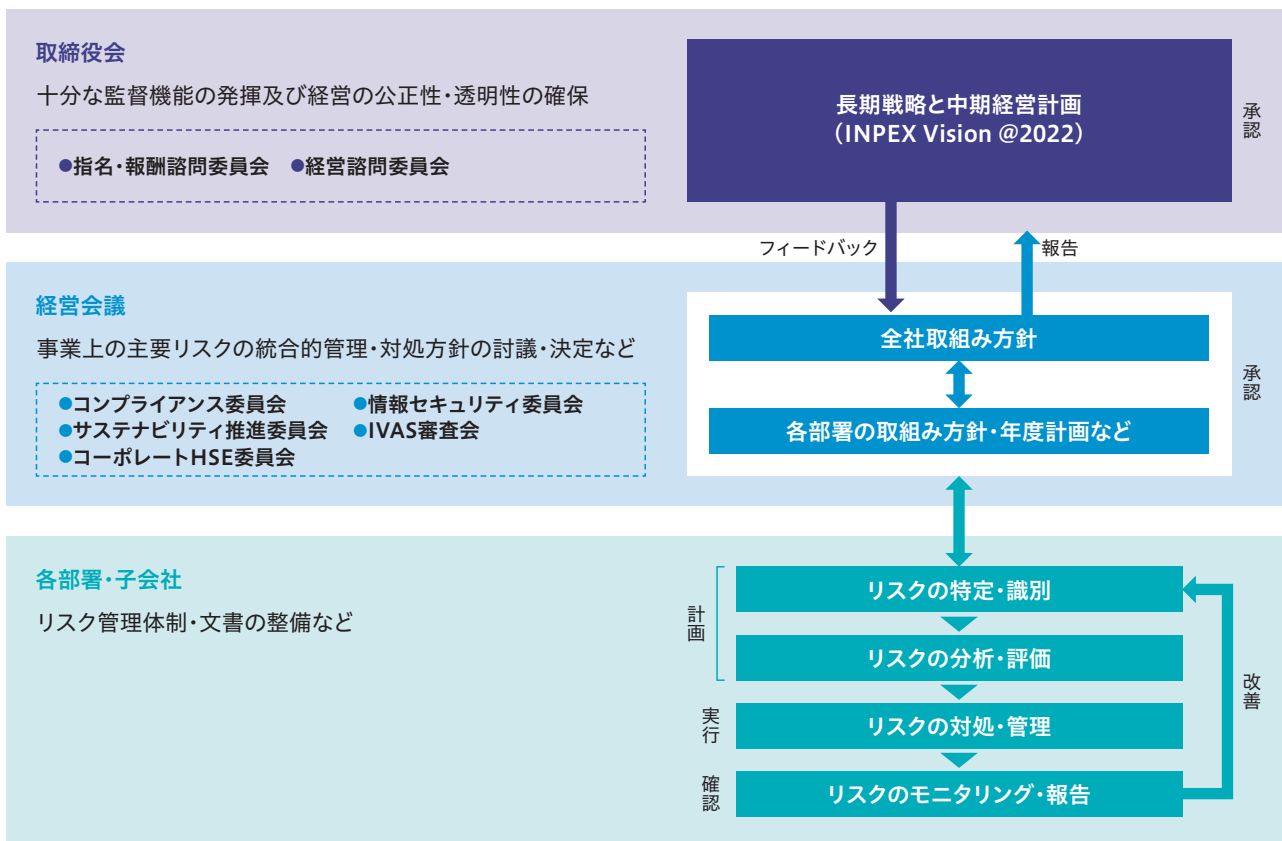 取締役会
十分な監督機能の発揮及び経営の公正性・透明性の確保
●指名・報酬諮問委員会 ●経営諮問委員会
長期戦略と中期経営計画
(INPEX Vision @2022)
承認
フィードバック
報告
経営会議
事業上の主要リスクの統合的管理・対処方針の討議・決定など
●コンプライアンス委員会 ●情報セキュリティ委員会
●サステナビリティ推進委員会 ●IVAS審査会
●コーポレートHSE委員会
全社取組み方針
各部署の取組み方針・年度計画など
承認
各部署・子会社
リスク管理体制・文書の整備など
計画
リスクの特定・識別
リスクの分析・評価
実行
リスクの対処・管理
確認
リスクのモニタリング・報告
改善